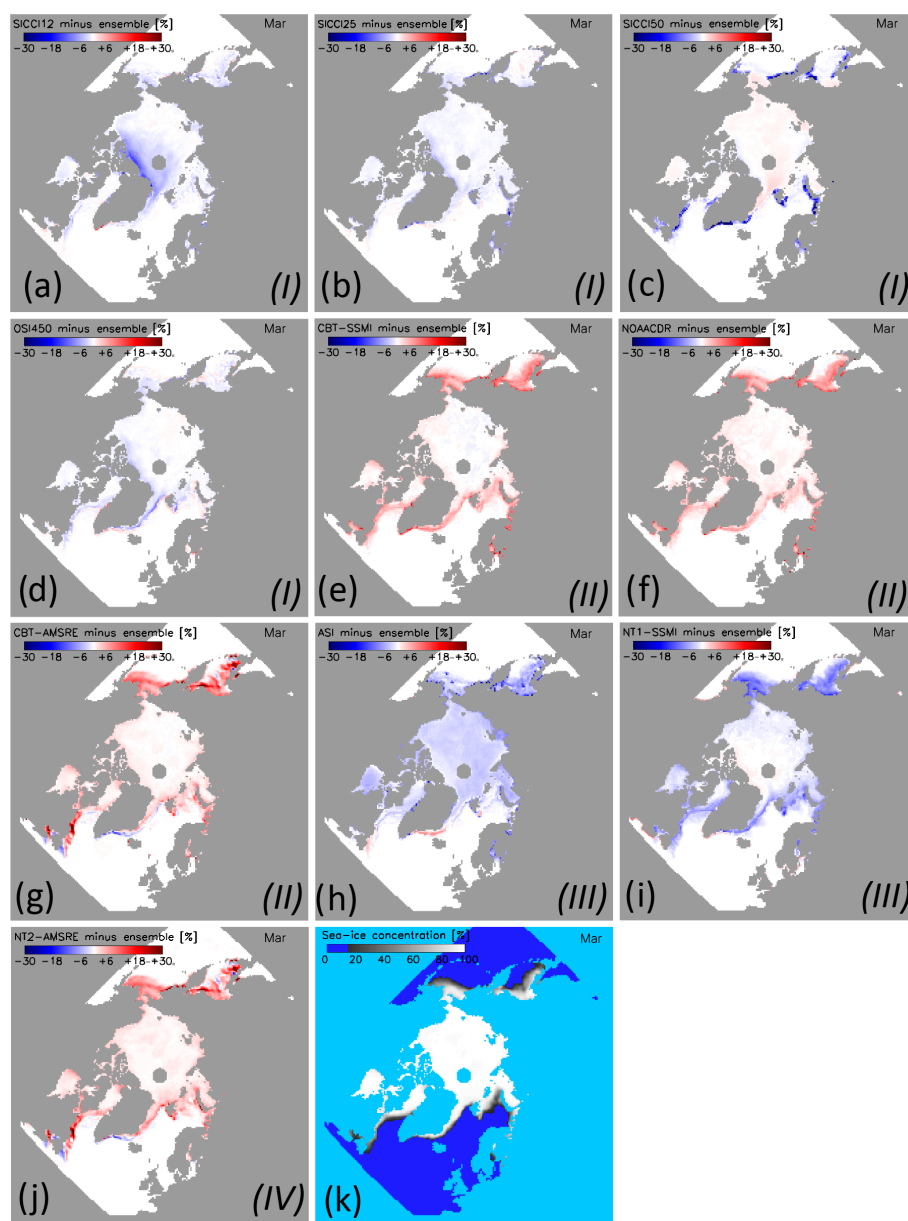 SICCI12 minus ensemble [%] Mar
-30 -18 -6 +6 +18 +30
(a) (I)
SICCI25 minus ensemble [%] Mar
-30 -18 -6 +6 +18 +30
(b) (I)
SICCI50 minus ensemble [%] Mar
-30 -18 -6 +6 +18 +30
(c) (I)
OSI450 minus ensemble [%] Mar
-30 -18 -6 +6 +18 +30
(d) (I)
CBT-SSMI minus ensemble [%] Mar
-30 -18 -6 +6 +18 +30
(e) (II)
NOAACDR minus ensemble [%] Mar
-30 -18 -6 +6 +18 +30
(f) (II)
CBT-AMSRE minus ensemble [%] Mar
-30 -18 -6 +6 +18 +30
(g) (II)
ASI minus ensemble [%] Mar
-30 -18 -6 +6 +18 +30
(h) (III)
NT1-SSMI minus ensemble [%] Mar
-30 -18 -6 +6 +18 +30
(i) (III)
NT2-AMSRE minus ensemble [%] Mar
-30 -18 -6 +6 +18 +30
(j) (IV)
Sea-ice concentration [%] Mar
0 20 40 60 80 100
(k)